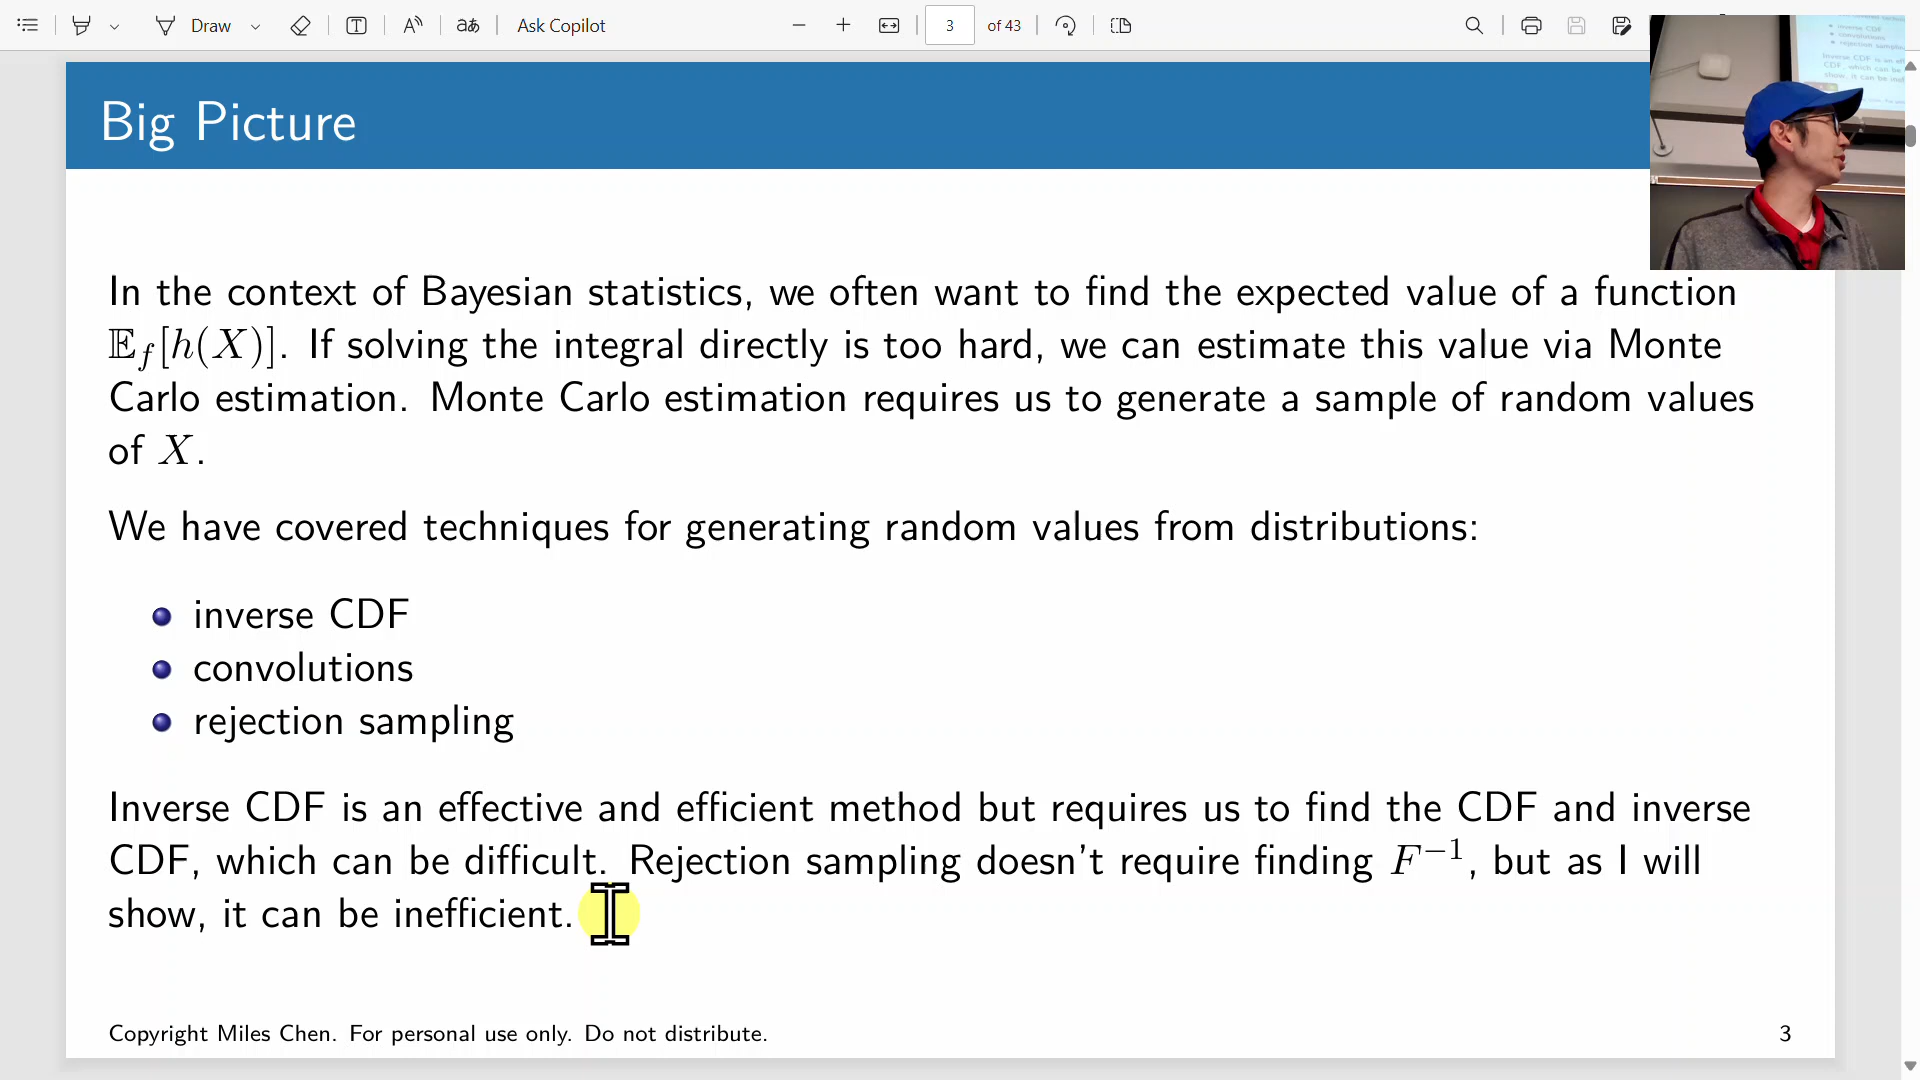 Draw
Ask Copilot
3
of 43
Big Picture
In the context of Bayesian statistics, we often want to find the expected value of a function
𝔼_f[h(X)]. If solving the integral directly is too hard, we can estimate this value via Monte
Carlo estimation. Monte Carlo estimation requires us to generate a sample of random values
of X.
We have covered techniques for generating random values from distributions:
inverse CDF
convolutions
rejection sampling
Inverse CDF is an effective and efficient method but requires us to find the CDF and inverse
CDF, which can be difficult. Rejection sampling doesn't require finding F⁻¹, but as I will
show, it can be inefficient.
Copyright Miles Chen. For personal use only. Do not distribute.
3